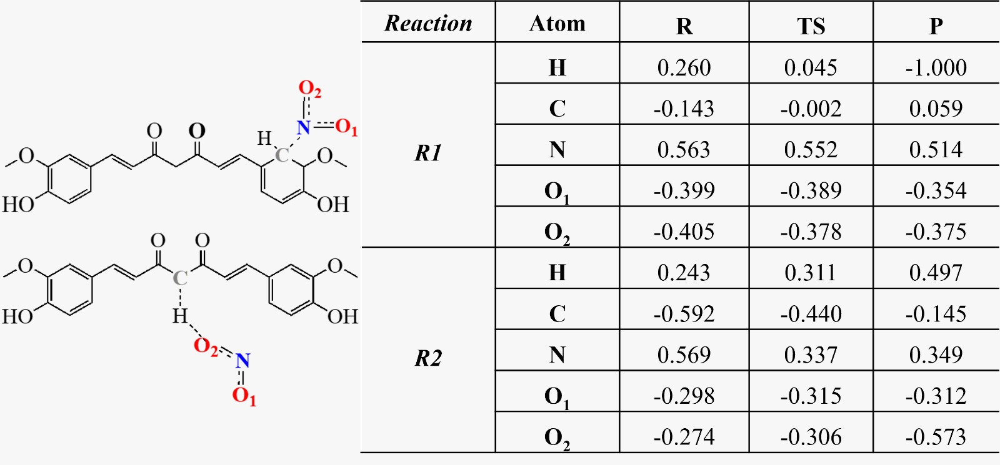 Reaction Atom R TS P
R1
H 0.260 0.045 -1.000
C -0.143 -0.002 0.059
N 0.563 0.552 0.514
O1 -0.399 -0.389 -0.354
O2 -0.405 -0.378 -0.375
R2
H 0.243 0.311 0.497
C -0.592 -0.440 -0.145
N 0.569 0.337 0.349
O1 -0.298 -0.315 -0.312
O2 -0.274 -0.306 -0.573
O2
O O H N O1
O C O
HO OH
O O
O C O
HO H OH
O2 N
O1